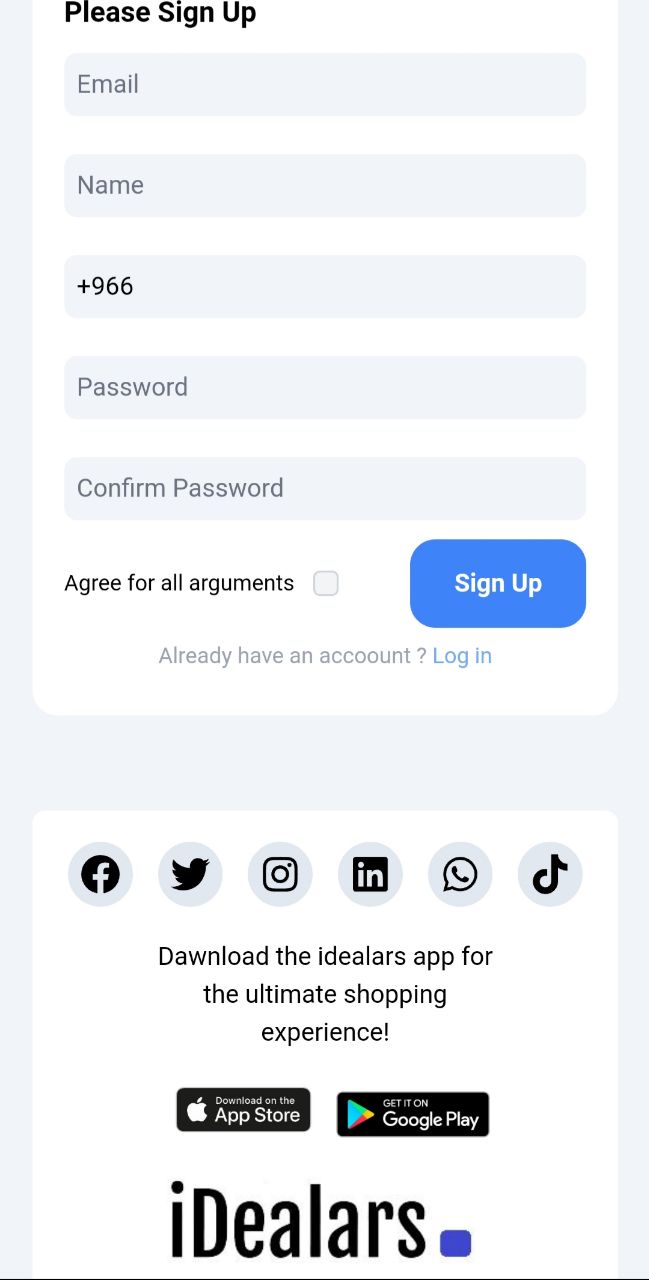 Please Sign Up
Email
Name
+966
Password
Confirm Password
Agree for all arguments
Sign Up
Already have an accoount ? Log in
Dawnload the idealars app for
the ultimate shopping
experience!
Download on the
App Store
GET IT ON
Google Play
iDealars